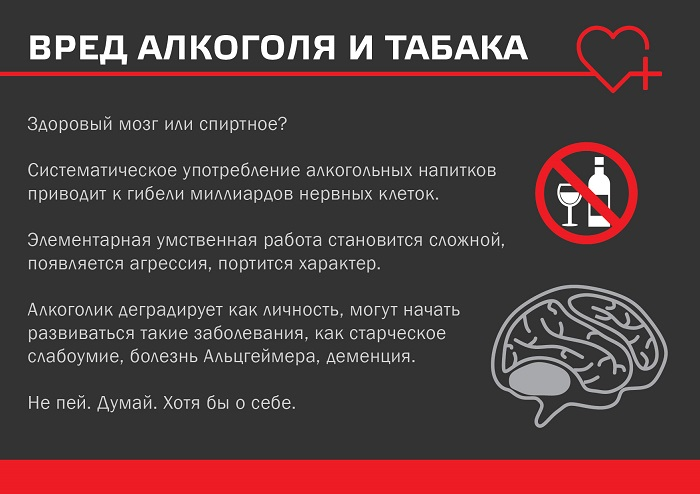 ВРЕД АЛКОГОЛЯ И ТАБАКА
Здоровый мозг или спиртное?
Систематическое употребление алкогольных напитков
приводит к гибели миллиардов нервных клеток.
Элементарная умственная работа становится сложной,
появляется агрессия, портится характер.
Алкоголик деградирует как личность, могут начать
развиваться такие заболевания, как старческое
слабоумие, болезнь Альцгеймера, деменция.
Не пей. Думай. Хотя бы о себе.